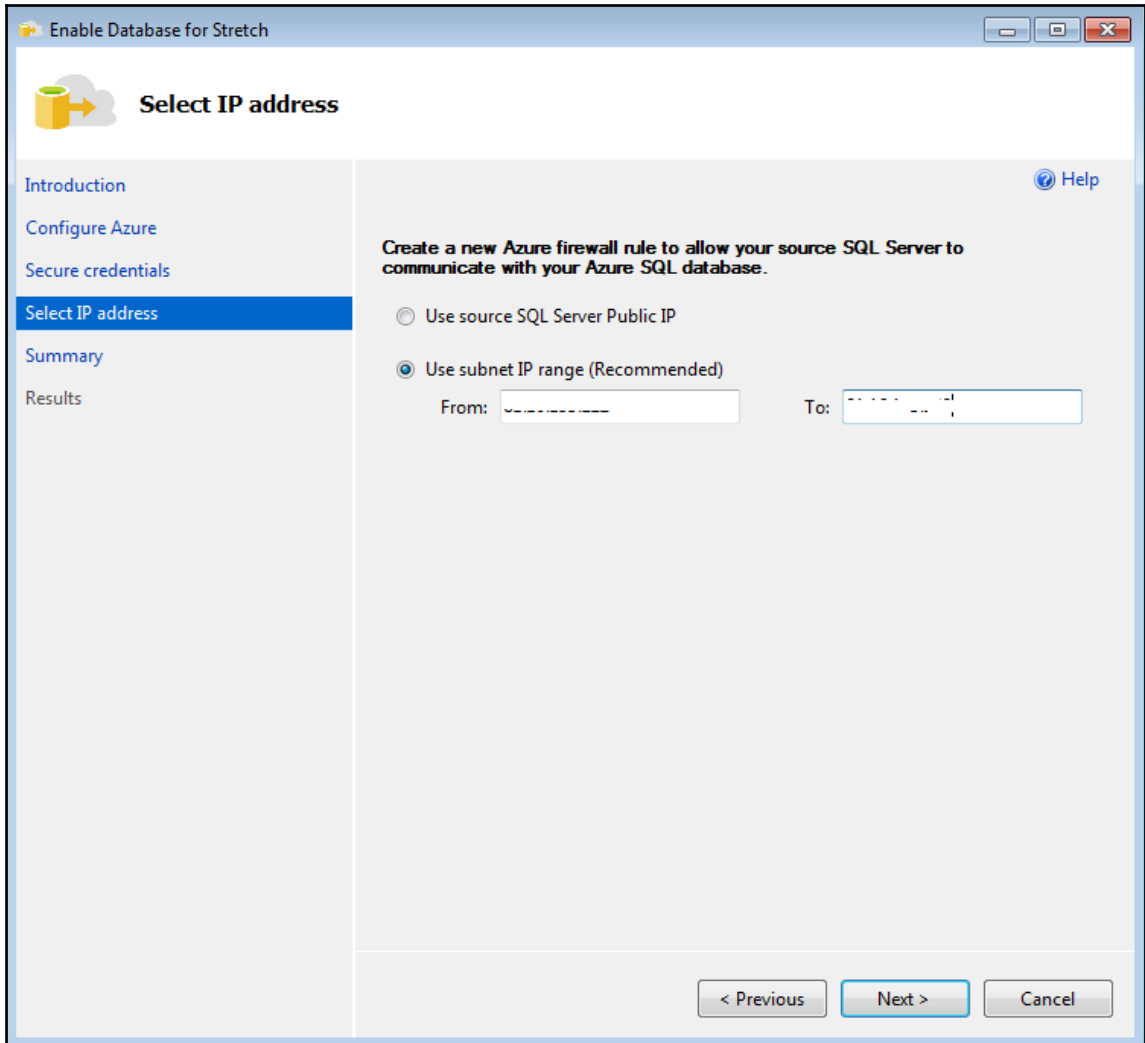 Enable Database for Stretch
Select IP address
Introduction
Configure Azure
Secure credentials
Select IP address
Summary
Results
Help
Create a new Azure firewall rule to allow your source SQL Server to
communicate with your Azure SQL database.
Use source SQL Server Public IP
Use subnet IP range (Recommended)
From:
To:
< Previous
Next >
Cancel